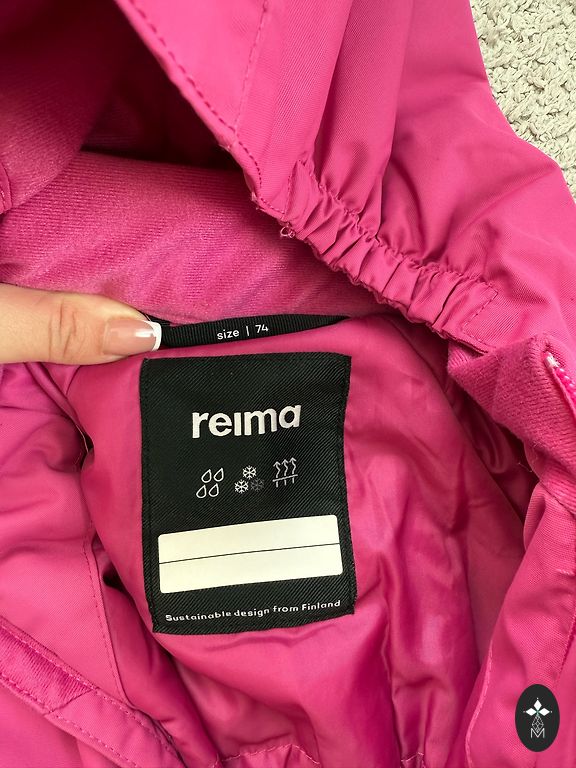 size | 74
reima
Sustainable design from Finland
M